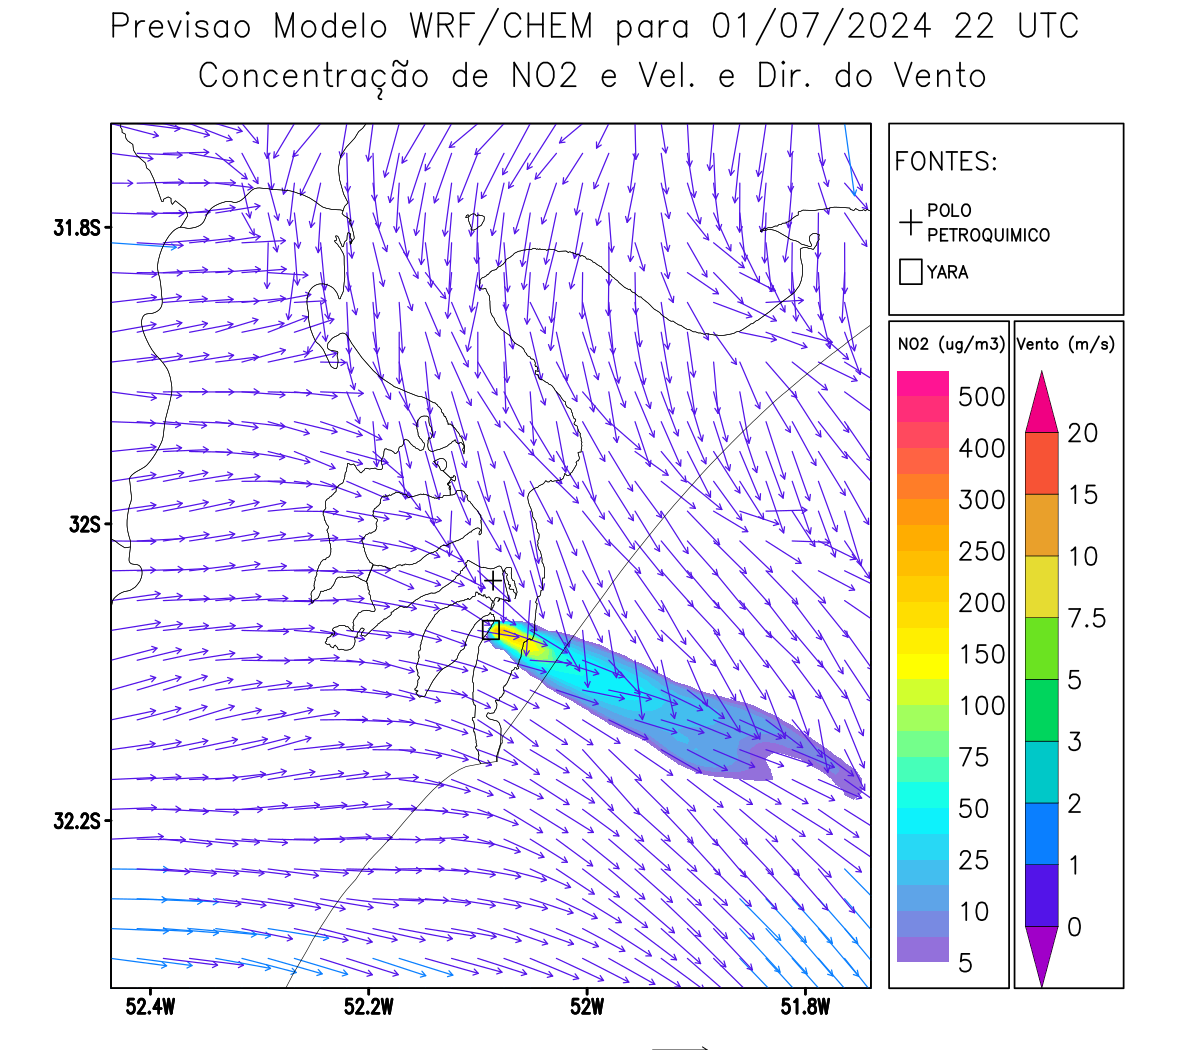 Previsao Modelo WRF/CHEM para 01/07/2024 22 UTC
Concentração de NO2 e Vel. e Dir. do Vento
FONTES:
POLO
PETROQUIMICO
YARA
31.8S
32S
32.2S
52.4W
52.2W
52W
51.8W
NO2 (ug/m3)
500
400
300
250
200
150
100
75
50
25
10
5
Vento (m/s)
20
15
10
7.5
5
3
2
1
0